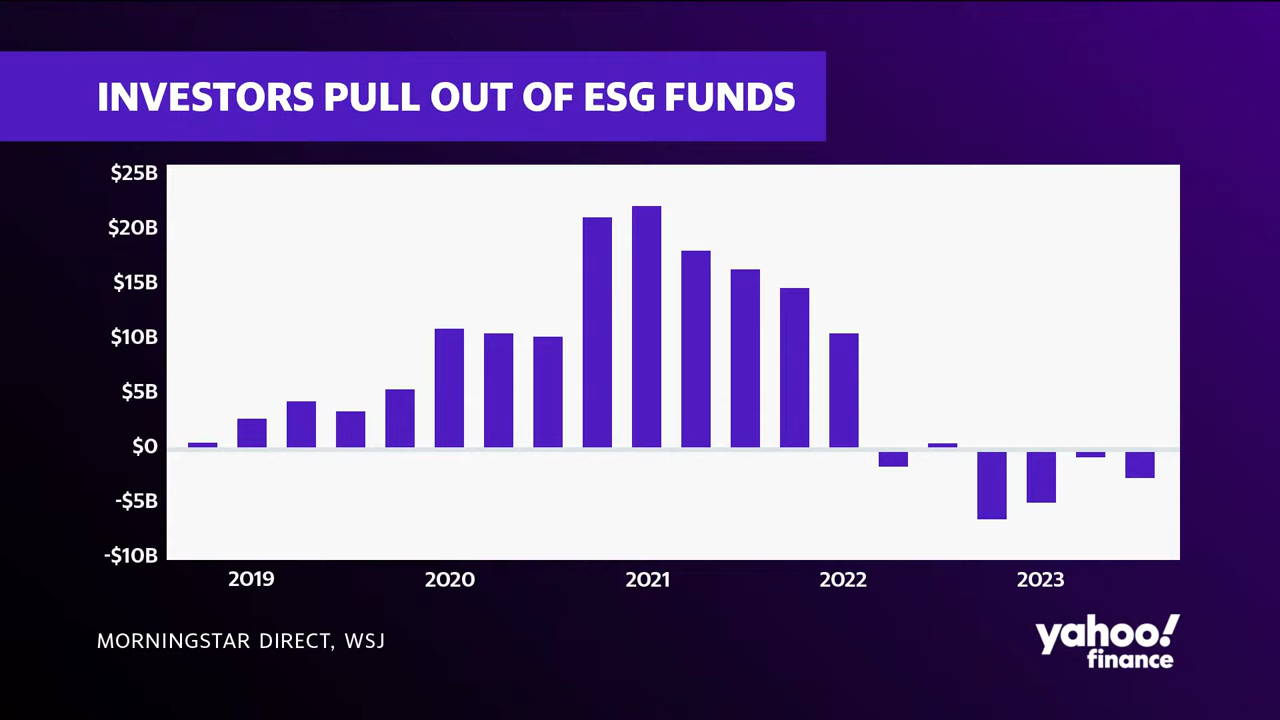 INVESTORS PULL OUT OF ESG FUNDS
$25B
$20B
$15B
$10B
$5B
$0
-$5B
-$10B
2019 2020 2021 2022 2023
MORNINGSTAR DIRECT, WSJ
yahoo!
finance